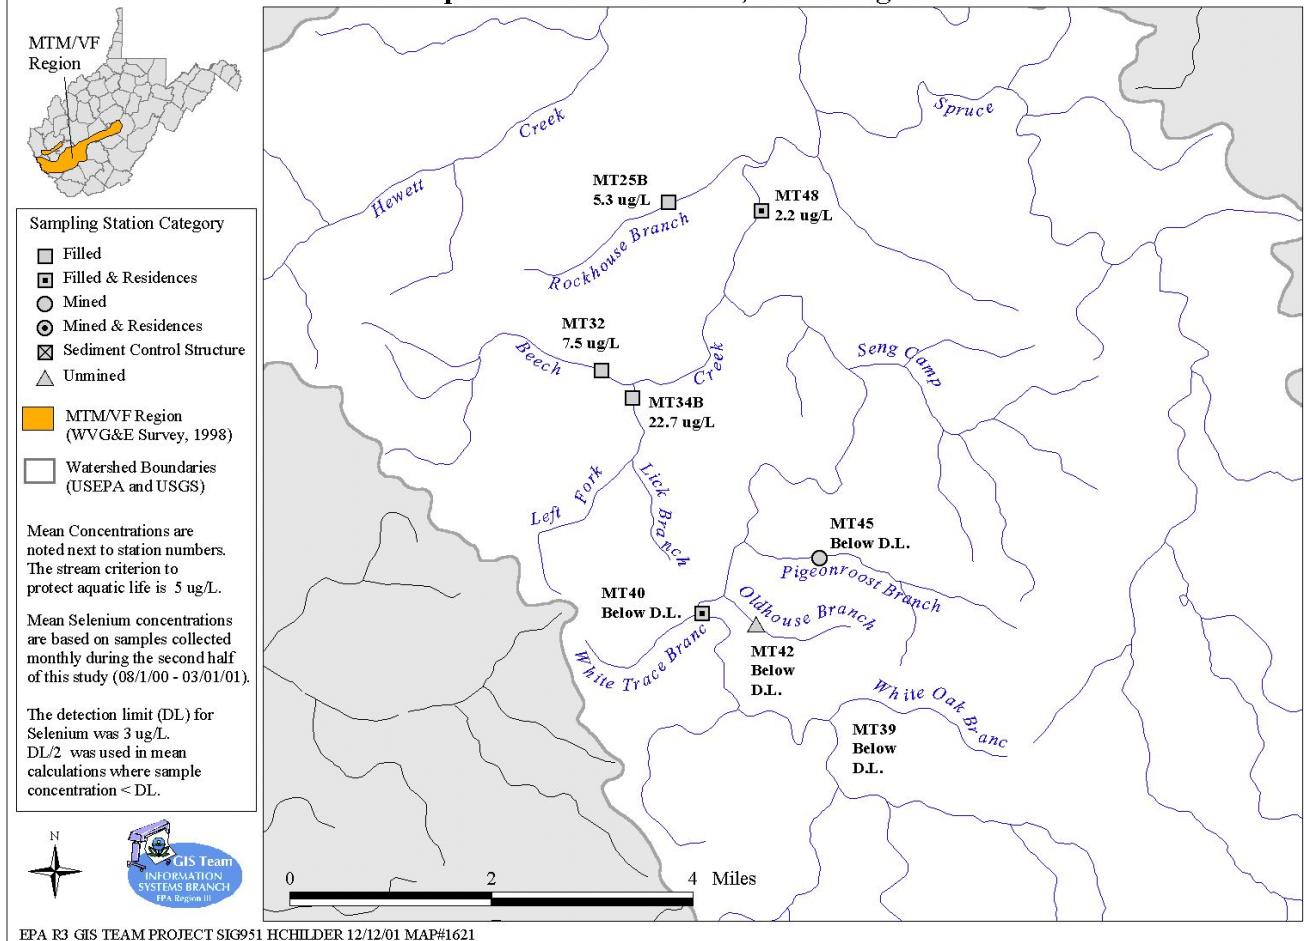 MTM/VF
Region
Sampling Station Category
Filled
Filled & Residences
Mined
Mined & Residences
Sediment Control Structure
Unmined
MTM/VF Region
(WVG&E Survey, 1998)
Watershed Boundaries
(USEPA and USGS)
Mean Concentrations are
noted next to station numbers.
The stream criterion to
protect aquatic life is 5 ug/L.
Mean Selenium concentrations
are based on samples collected
monthly during the second half
of this study (08/1/00 - 03/01/01).
The detection limit (DL) for
Selenium was 3 ug/L.
DL/2 was used in mean
calculations where sample
concentration < DL.
N
GIS Team
INFORMATION
SYSTEMS BRANCH
EPA Region III
Hewett Creek
Spruce
MT25B
5.3 ug/L
Rockhouse Branch
MT48
2.2 ug/L
MT32
7.5 ug/L
Beech Creek
MT34B
22.7 ug/L
Seng Camp
Left Fork
Lick Branch
MT45
Below D.L.
Pigeonroost Branch
MT40
Below D.L.
Oldhouse Branch
White Trace Branc
MT42
Below
D.L.
White Oak Branc
MT39
Below
D.L.
0 2 4 Miles
EPA R3 GIS TEAM PROJECT SIG951 HCHILDER 12/12/01 MAP#1621